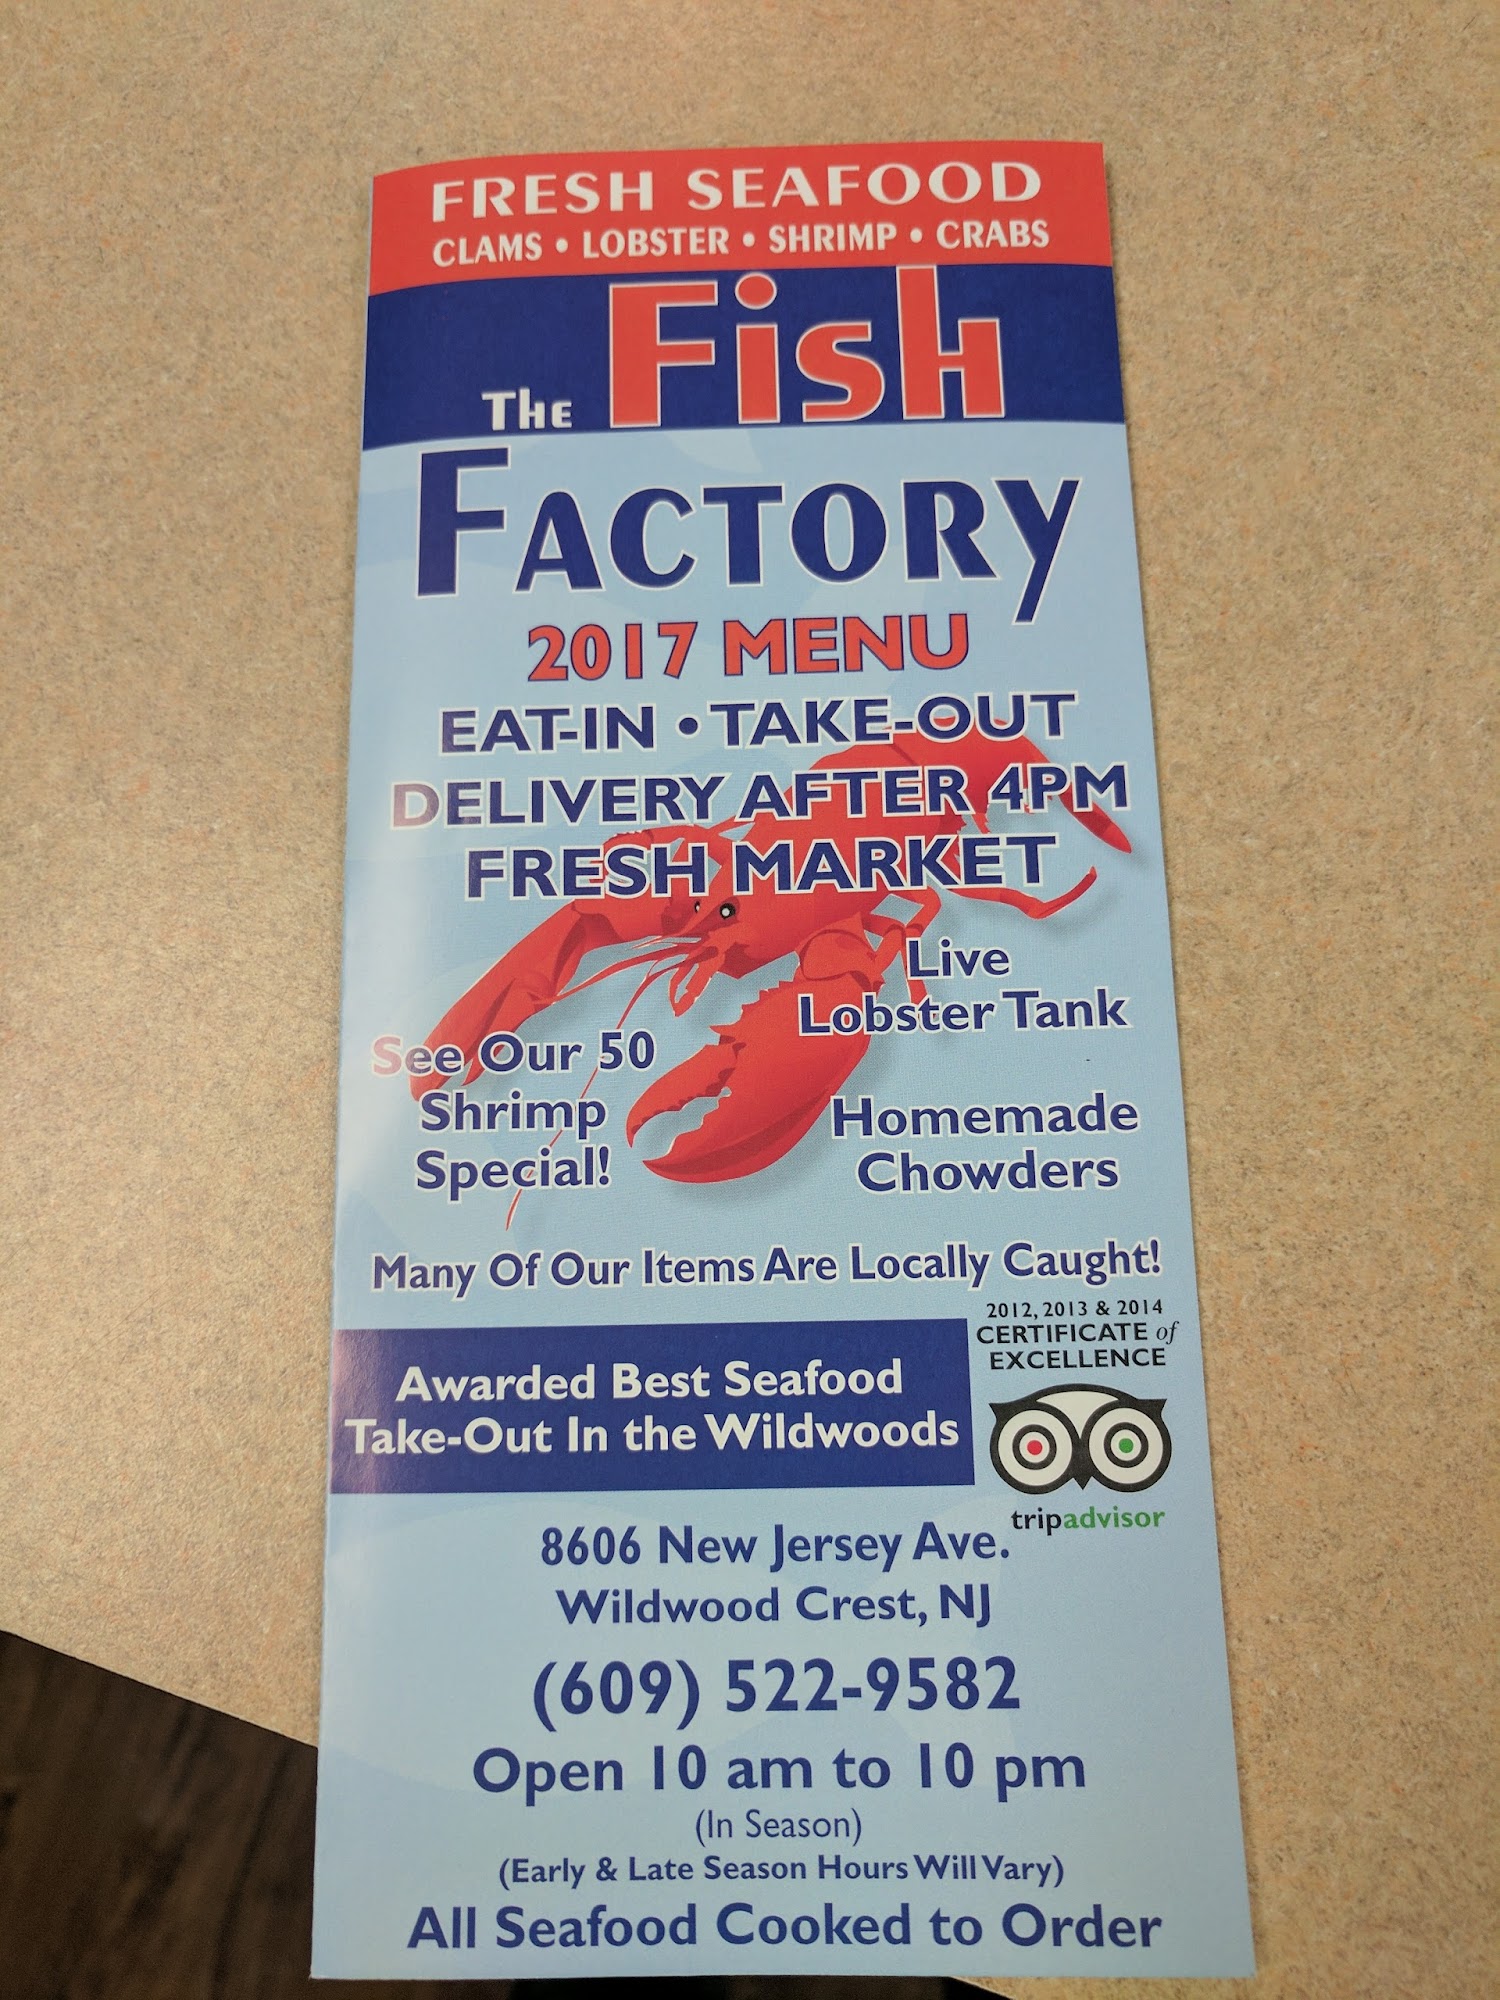 FRESH SEAFOOD
CLAMS • LOBSTER • SHRIMP • CRABS
The Fish
Factory
2017 MENU
EAT-IN • TAKE-OUT
DELIVERY AFTER 4PM
FRESH MARKET
Live
Lobster Tank
See Our 50
Shrimp
Special!
Homemade
Chowders
Many Of Our Items Are Locally Caught!
Awarded Best Seafood
Take-Out In the Wildwoods
2012, 2013 & 2014
CERTIFICATE of
EXCELLENCE
tripadvisor
8606 New Jersey Ave.
Wildwood Crest, NJ
(609) 522-9582
Open 10 am to 10 pm
(In Season)
(Early & Late Season Hours Will Vary)
All Seafood Cooked to Order